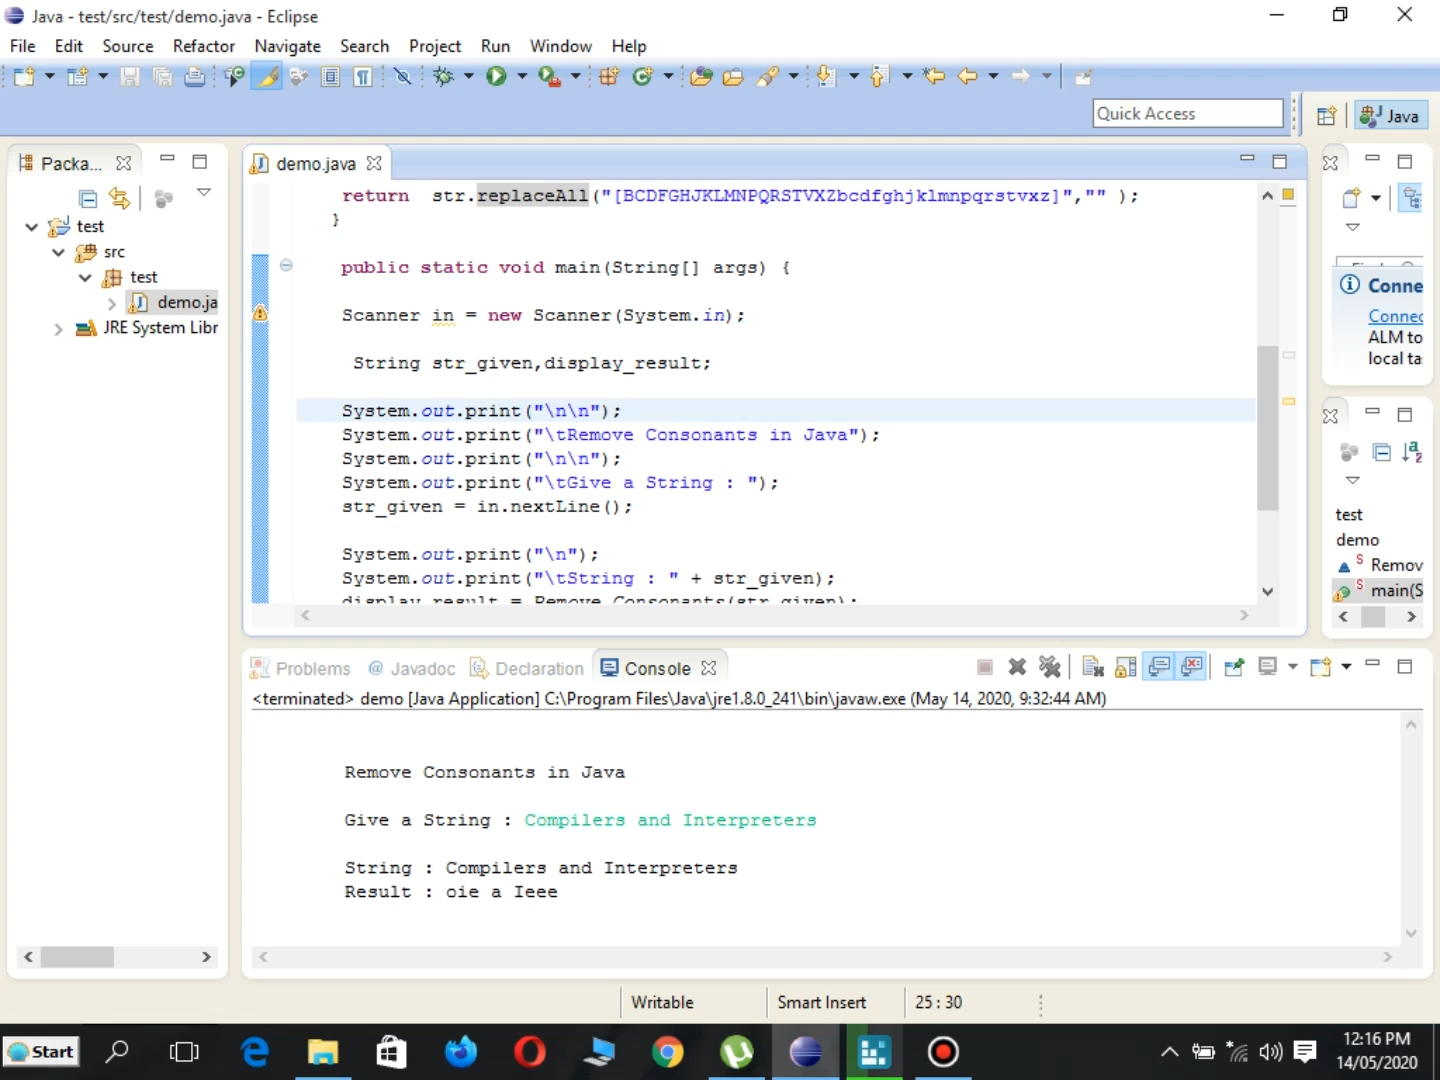 Java - test/src/test/demo.java - Eclipse
File Edit Source Refactor Navigate Search Project Run Window Help
Quick Access
Java
Packa...
test
src
test
demo.ja
JRE System Libr
demo.java
return  str.replaceAll("[BCDFGHJKLMNPQRSTVXZbcdfghjklmnpqrstvxz]","" );
}
public static void main(String[] args) {
Scanner in = new Scanner(System.in);
String str_given,display_result;
System.out.print("\n\n");
System.out.print("\tRemove Consonants in Java");
System.out.print("\n\n");
System.out.print("\tGive a String : ");
str_given = in.nextLine();
System.out.print("\n");
System.out.print("\tString : " + str_given);
display_result = Remove_Consonants(str_given);
Conne
Connec
ALM to
local ta
test
demo
Remov
main(S
Problems @ Javadoc Declaration Console
<terminated> demo [Java Application] C:\Program Files\Java\jre1.8.0_241\bin\javaw.exe (May 14, 2020, 9:32:44 AM)
Remove Consonants in Java
Give a String : Compilers and Interpreters
String : Compilers and Interpreters
Result : oie a Ieee
Writable
Smart Insert
25 : 30
Start
12:16 PM
14/05/2020